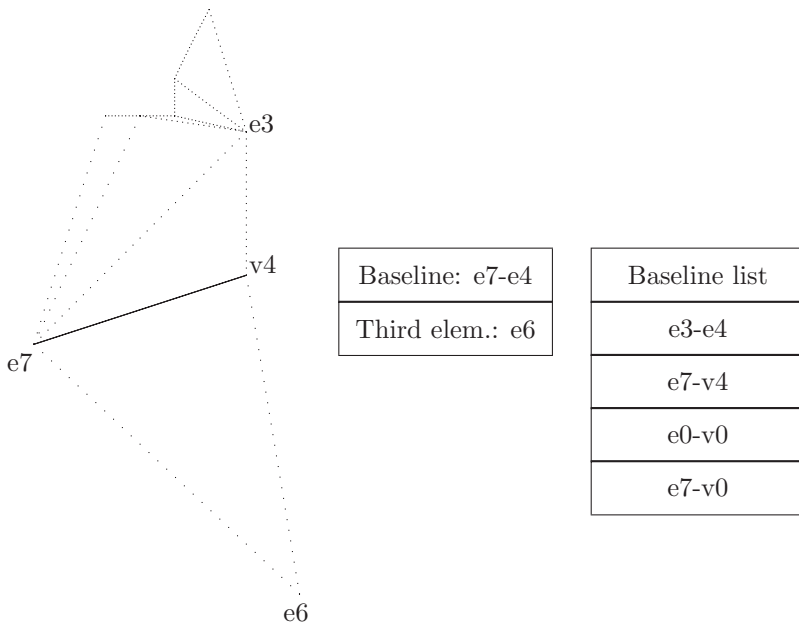 e3
v4
e7
e6
Baseline: e7-e4
Third elem.: e6
Baseline list
e3-e4
e7-v4
e0-v0
e7-v0